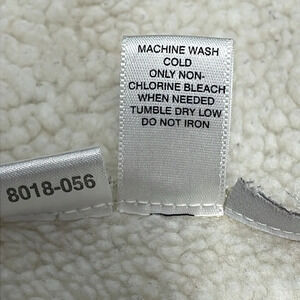 MACHINE WASH
COLD
ONLY NON-
CHLORINE BLEACH
WHEN NEEDED
TUMBLE DRY LOW
DO NOT IRON
8018-056